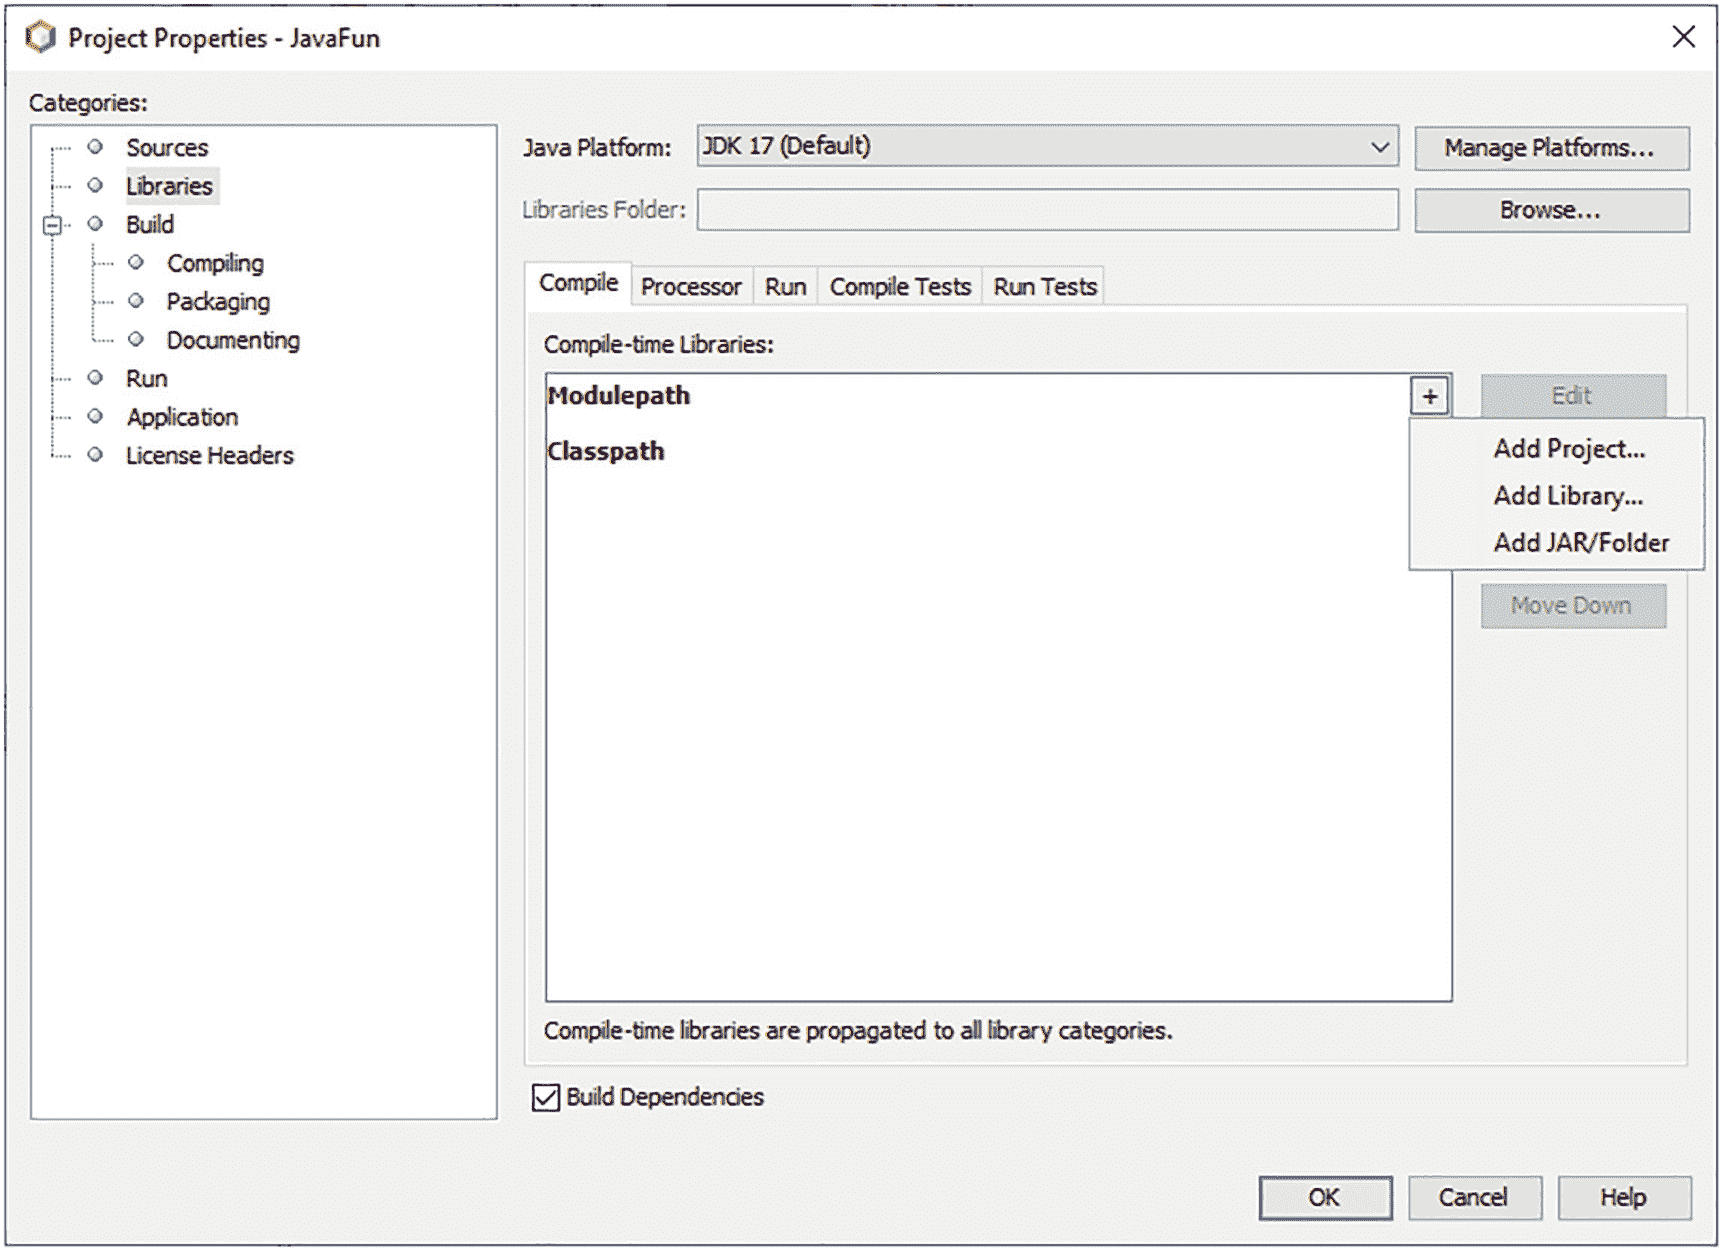 Project Properties - JavaFun
Categories:
Sources
Libraries
Build
Compiling
Packaging
Documenting
Run
Application
License Headers
Java Platform: JDK 17 (Default) Manage Platforms...
Libraries Folder: Browse...
Compile Processor Run Compile Tests Run Tests
Compile-time Libraries:
Modulepath + Edit
Classpath
Add Project...
Add Library...
Add JAR/Folder
Move Down
Compile-time libraries are propagated to all library categories.
Build Dependencies
OK Cancel Help